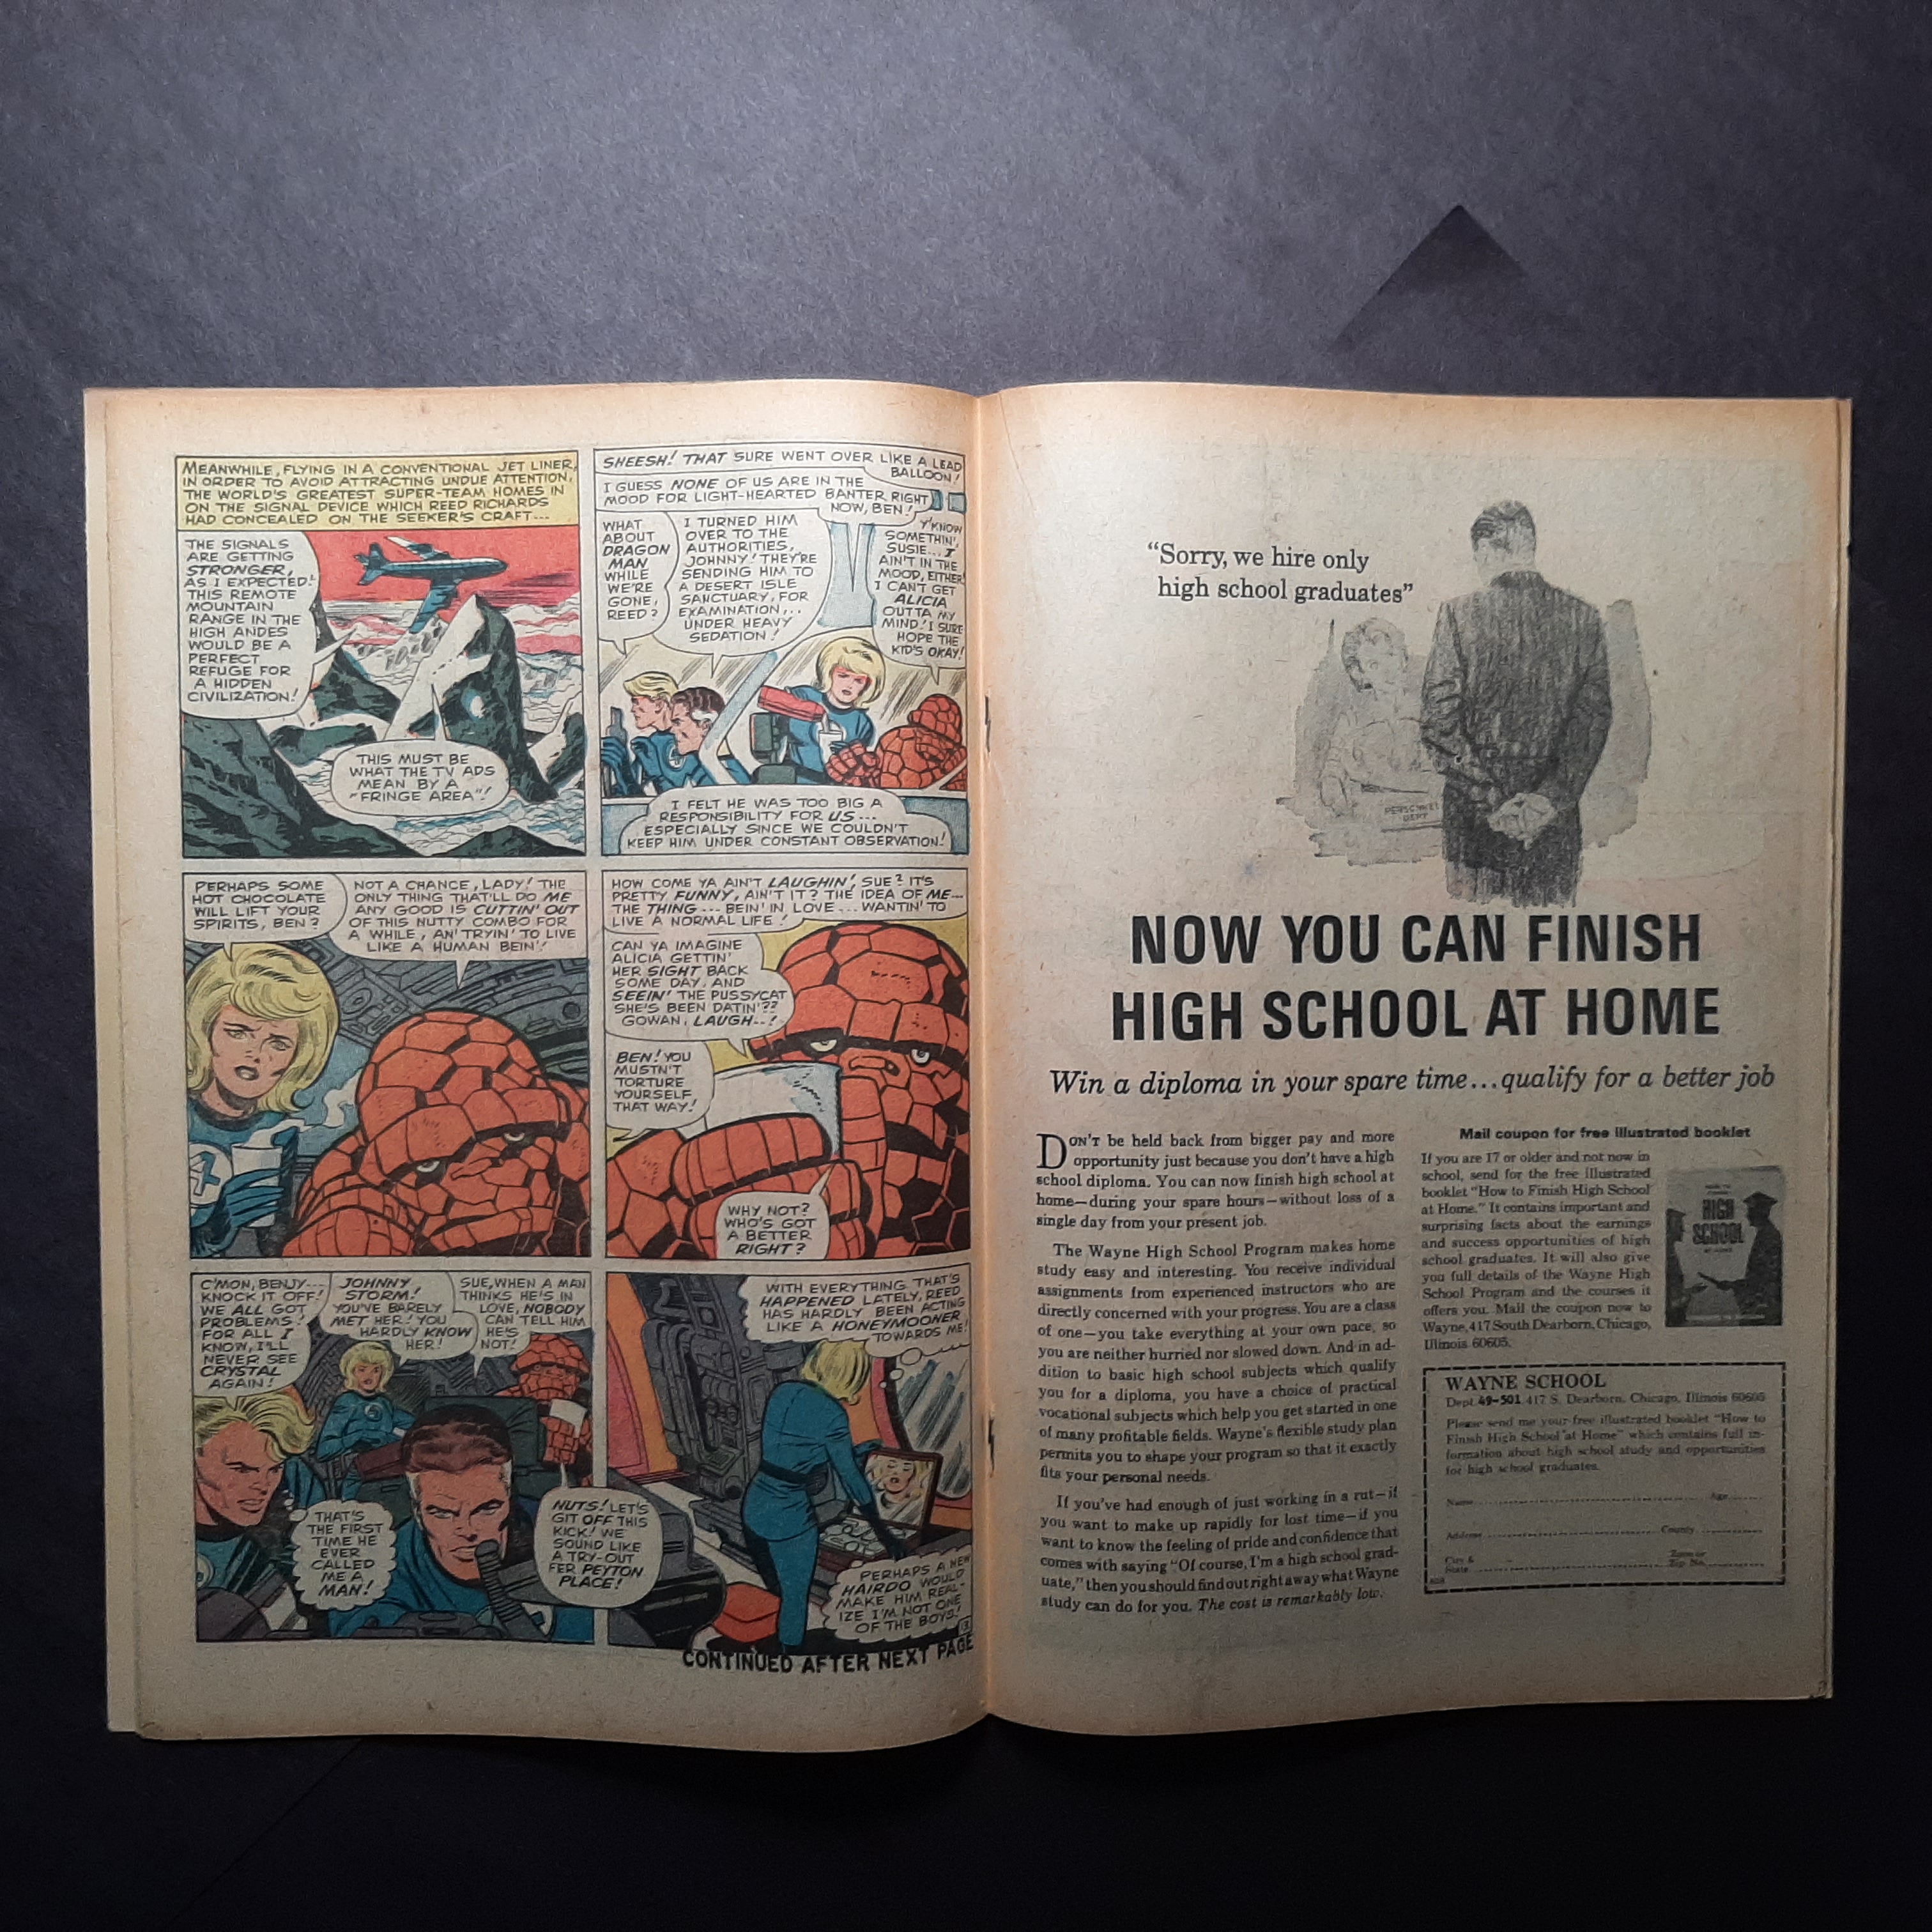 MEANWHILE, FLYING IN A CONVENTIONAL JET LINER,
IN ORDER TO AVOID ATTRACTING UNDUE ATTENTION,
THE WORLD'S GREATEST SUPER-TEAM HOMES IN
ON THE SIGNAL DEVICE WHICH REED RICHARDS
HAD CONCEALED ON THE SEEKER'S CRAFT...
THE SIGNALS
ARE GETTING
STRONGER,
AS I EXPECTED!
THIS REMOTE
MOUNTAIN
RANGE IN THE
HIGH ANDES
WOULD BE A
PERFECT
REFUGE FOR
A HIDDEN
CIVILIZATION!
THIS MUST BE
WHAT THE TV ADS
MEAN BY A
"FRINGE AREA"!
SHEESH! THAT SURE WENT OVER LIKE A LEAD
BALLOON!
I GUESS NONE OF US ARE IN THE
MOOD FOR LIGHT-HEARTED BANTER RIGHT
NOW, BEN!
WHAT
ABOUT
DRAGON
MAN
WHILE
WE'RE
GONE,
REED?
I TURNED HIM
OVER TO THE
AUTHORITIES,
JOHNNY! THEY'RE
SENDING HIM TO
A DESERT ISLE
SANCTUARY, FOR
EXAMINATION,..
UNDER HEAVY
SEDATION!
Y'KNOW
SOMETHIN',
SUSIE... I
AIN'T IN THE
MOOD, EITHER!
I CAN'T GET
ALICIA
OUTTA MY
MIND! I SURE
HOPE THE
KID'S OKAY!
I FELT HE WAS TOO BIG A
RESPONSIBILITY FOR US...
ESPECIALLY SINCE WE COULDN'T
KEEP HIM UNDER CONSTANT OBSERVATION!
PERHAPS SOME
HOT CHOCOLATE
WILL LIFT YOUR
SPIRITS, BEN?
NOT A CHANCE, LADY! THE
ONLY THING THAT'LL DO ME
ANY GOOD IS CUTTIN' OUT
OF THIS NUTTY COMBO FOR
A WHILE, AN' TRYIN' TO LIVE
LIKE A HUMAN BEIN'!
HOW COME YA AIN'T LAUGHIN', SUE? IT'S
PRETTY FUNNY, AIN'T IT? THE IDEA OF ME...
THE THING... BEIN' IN LOVE... WANTIN' TO
LIVE A NORMAL LIFE!
CAN YA IMAGINE
ALICIA GETTIN'
HER SIGHT BACK
SOME DAY, AND
SEEIN' THE PUSSYCAT
SHE'S BEEN DATIN'??
GOWAN, LAUGH--!
BEN! YOU
MUSTN'T
TORTURE
YOURSELF
THAT WAY!
WHY NOT?
WHO'S GOT
A BETTER
RIGHT?
C'MON, BENJY---
KNOCK IT OFF!
WE ALL GOT
PROBLEMS!
FOR ALL I
KNOW, I'LL
NEVER SEE
CRYSTAL
AGAIN!
JOHNNY
STORM!
YOU'VE BARELY
MET HER! YOU
HARDLY KNOW
HER!
SUE, WHEN A MAN
THINKS HE'S IN
LOVE, NOBODY
CAN TELL HIM
HE'S
NOT!
THAT'S
THE FIRST
TIME HE
EVER
CALLED
ME A
MAN!
NUTS! LET'S
GIT OFF THIS
KICK! WE
SOUND LIKE
A TRY-OUT
FER PEYTON
PLACE!
WITH EVERYTHING THAT'S
HAPPENED LATELY, REED
HAS HARDLY BEEN ACTING
LIKE A HONEYMOONER
TOWARDS ME!
PERHAPS A NEW
HAIRDO WOULD
MAKE HIM REAL-
IZE I'M NOT ONE
OF THE BOYS!
CONTINUED AFTER NEXT PAGE
"Sorry, we hire only
high school graduates"
PERSONNEL
DEPT
NOW YOU CAN FINISH
HIGH SCHOOL AT HOME
Win a diploma in your spare time...qualify for a better job
DON'T be held back from bigger pay and more
opportunity just because you don't have a high
school diploma. You can now finish high school at
home—during your spare hours—without loss of a
single day from your present job.
The Wayne High School Program makes home
study easy and interesting. You receive individual
assignments from experienced instructors who are
directly concerned with your progress. You are a class
of one—you take everything at your own pace, so
you are neither hurried nor slowed down. And in ad-
dition to basic high school subjects which qualify
you for a diploma, you have a choice of practical
vocational subjects which help you get started in one
of many profitable fields. Wayne's flexible study plan
permits you to shape your program so that it exactly
fits your personal needs.
If you've had enough of just working in a rut—if
you want to make up rapidly for lost time—if you
want to know the feeling of pride and confidence that
comes with saying "Of course, I'm a high school grad-
uate," then you should find out right away what Wayne
study can do for you. The cost is remarkably low.
Mail coupon for free illustrated booklet
If you are 17 or older and not now in
school, send for the free illustrated
booklet "How to Finish High School
at Home." It contains important and
surprising facts about the earnings
and success opportunities of high
school graduates. It will also give
you full details of the Wayne High
School Program and the courses it
offers you. Mail the coupon now to
Wayne, 417 South Dearborn, Chicago,
Illinois 60605.
HIGH
SCHOOL
WAYNE SCHOOL
Dept. 49-501, 417 S. Dearborn, Chicago, Illinois 60605
Please send me your free illustrated booklet "How to
Finish High School at Home" which contains full in-
formation about high school study and opportunities
for high school graduates.
Name Age
Address County
City & State Zone or Zip No.